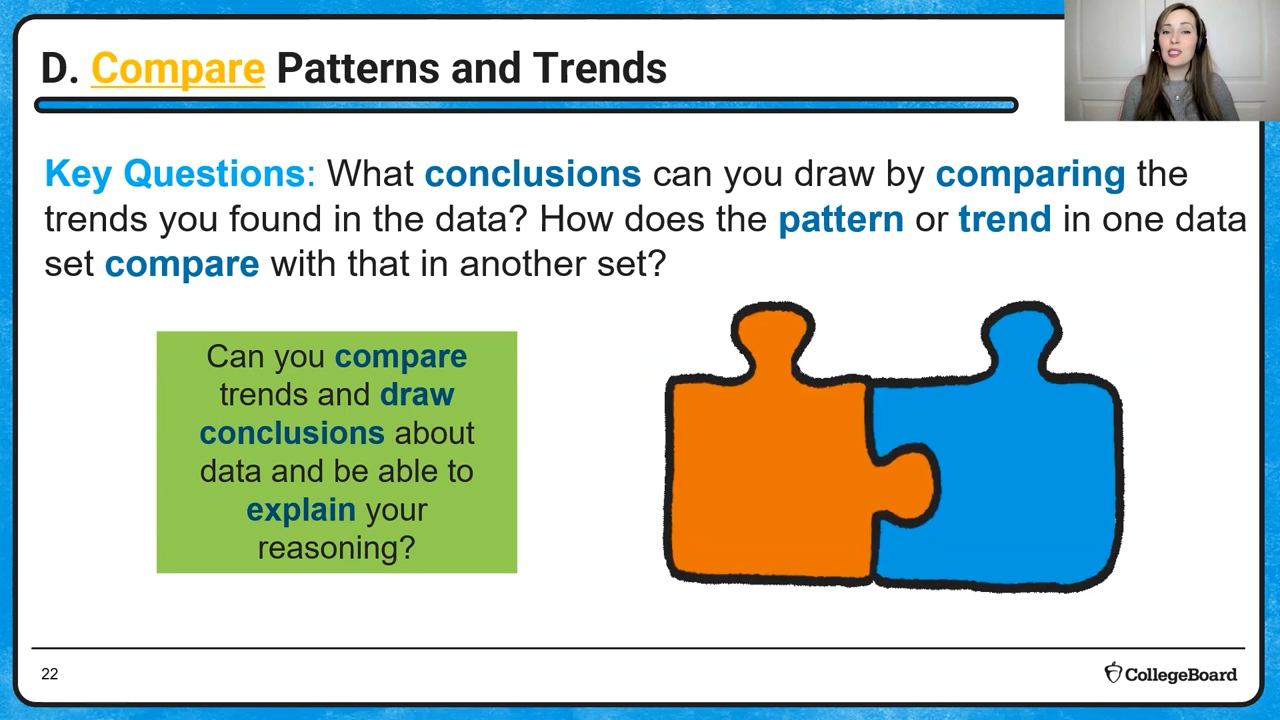 D. Compare Patterns and Trends
Key Questions: What conclusions can you draw by comparing the
trends you found in the data? How does the pattern or trend in one data
set compare with that in another set?
Can you compare
trends and draw
conclusions about
data and be able to
explain your
reasoning?
22
CollegeBoard